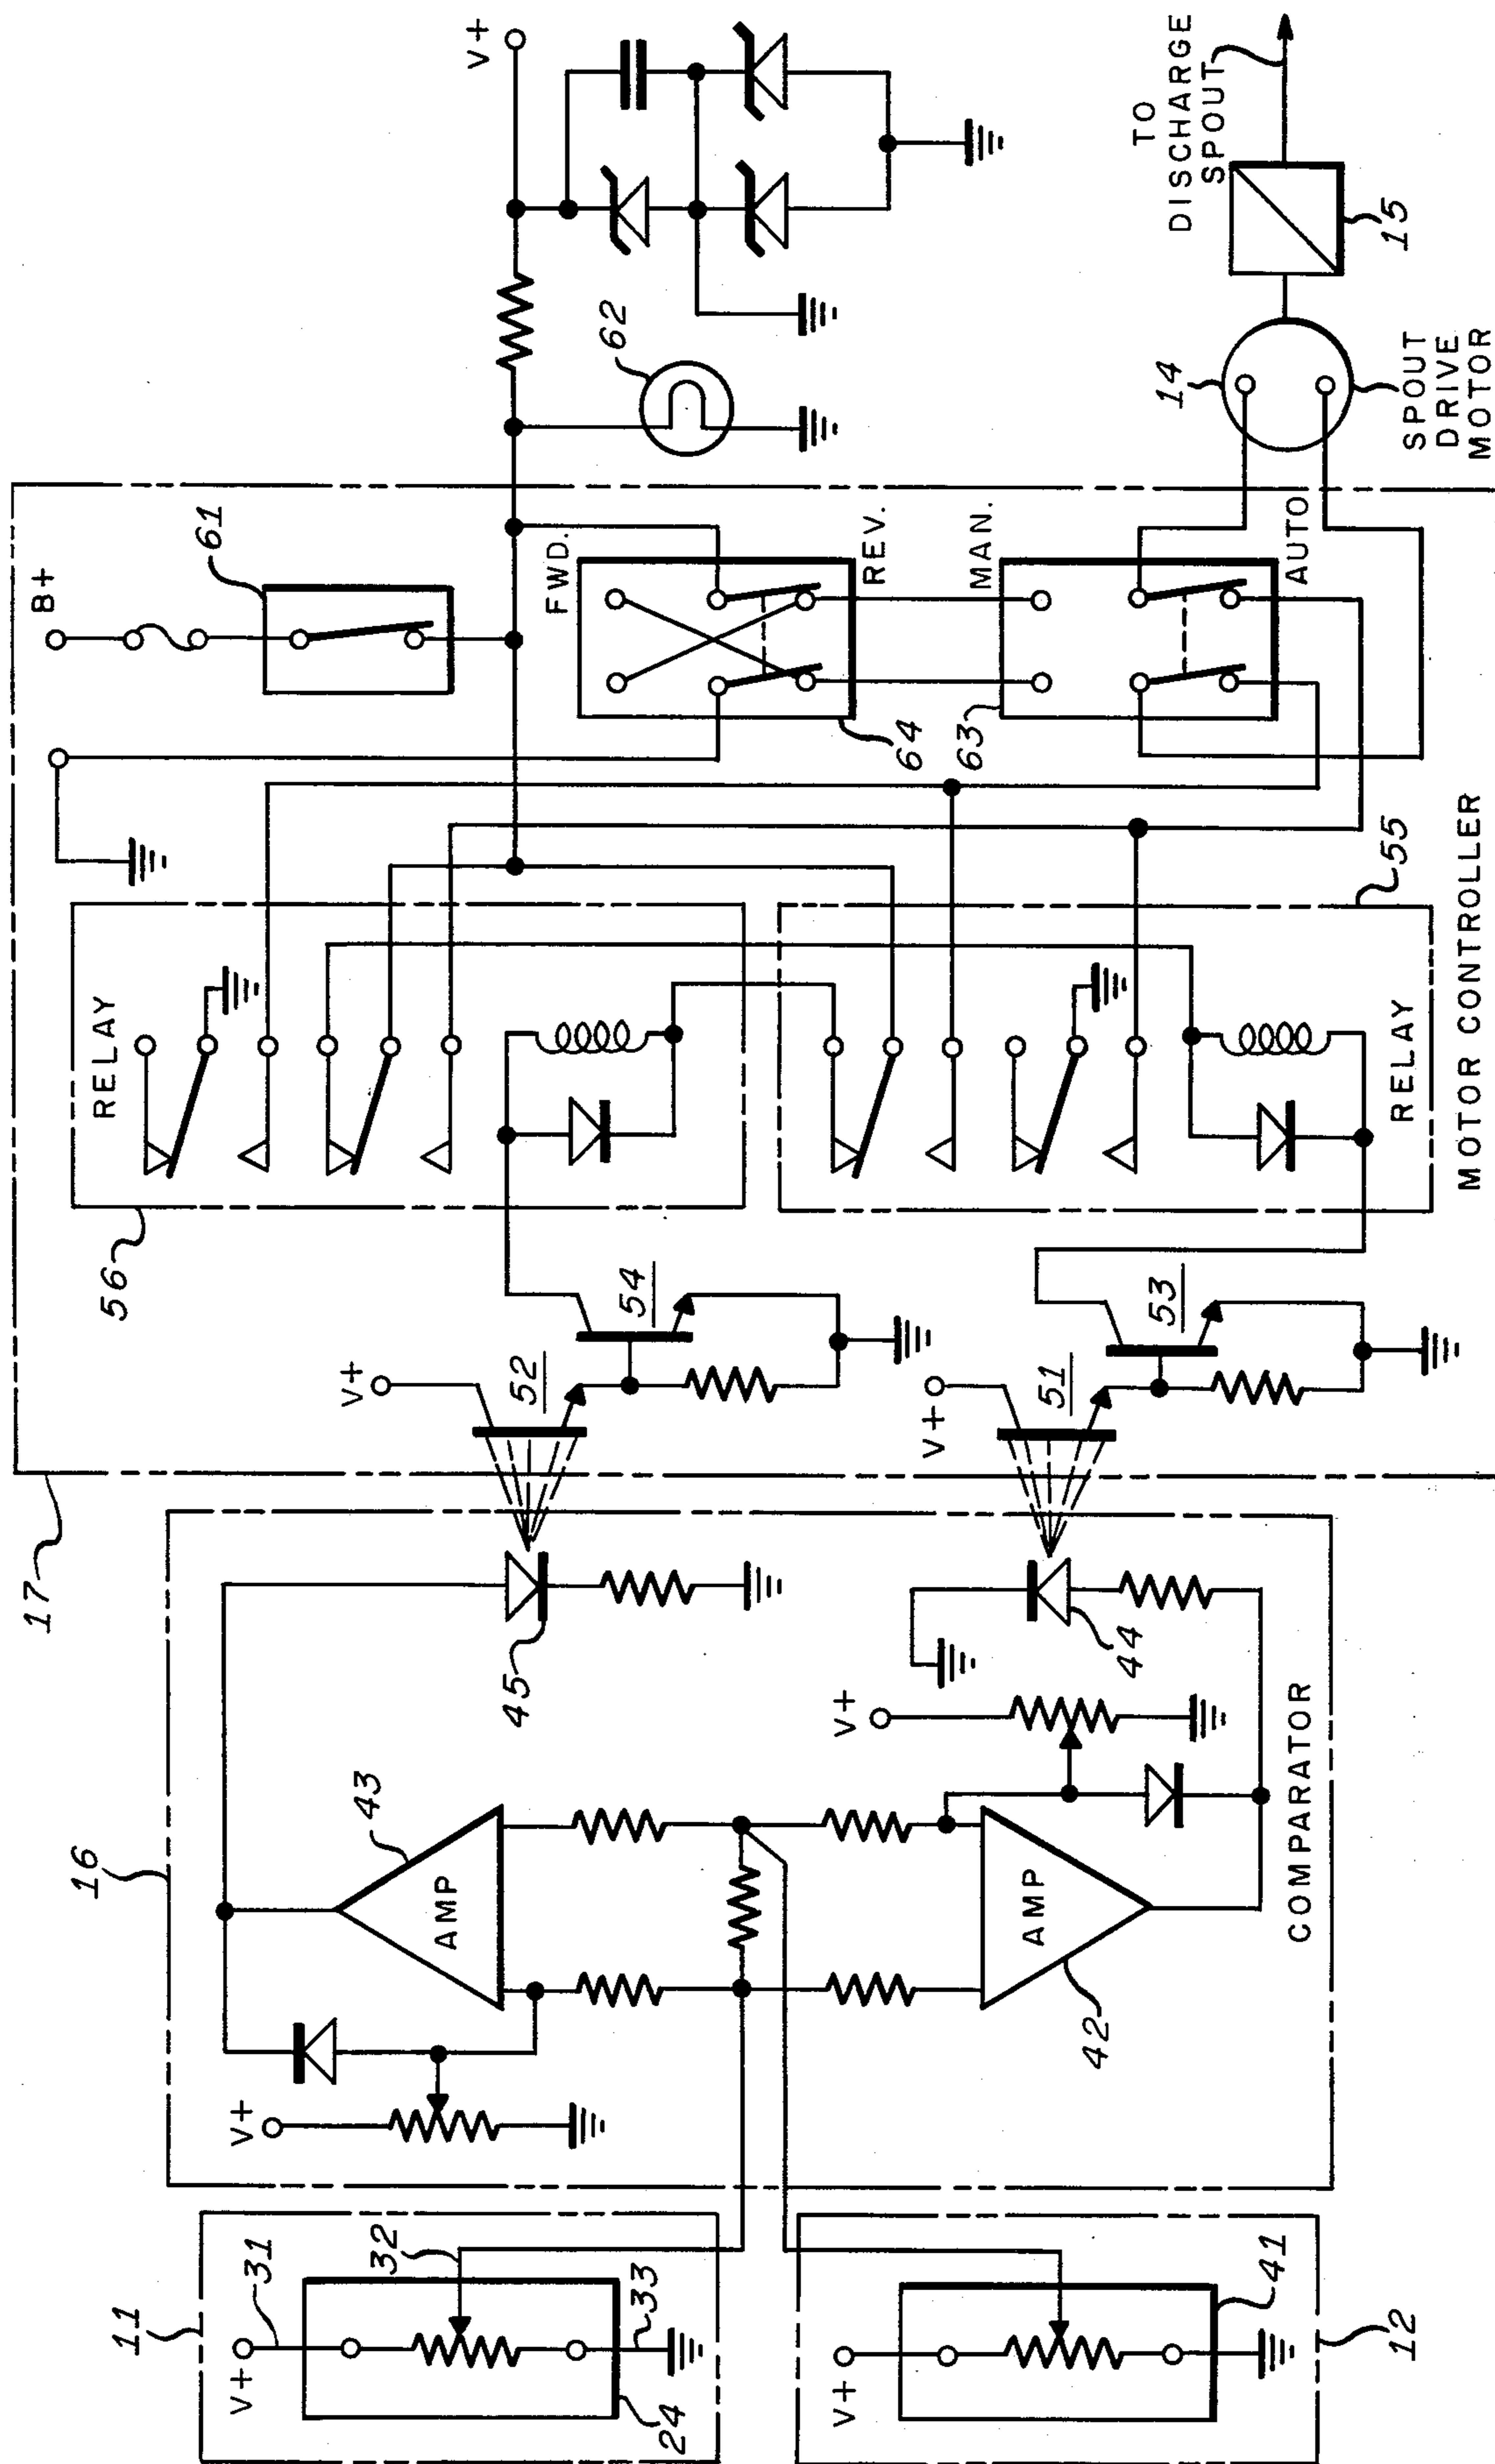 11
V+
31
32
33
24
V+
41
12
16
V+
43
AMP
45
V+
44
AMP
42
COMPARATOR
17
V+
52
54
V+
51
53
56
RELAY
RELAY
55
MOTOR CONTROLLER
B+
61
FWD.
REV.
64
MAN.
AUTO
63
V+
62
14
SPOUT
DRIVE
MOTOR
15
TO
DISCHARGE
SPOUT